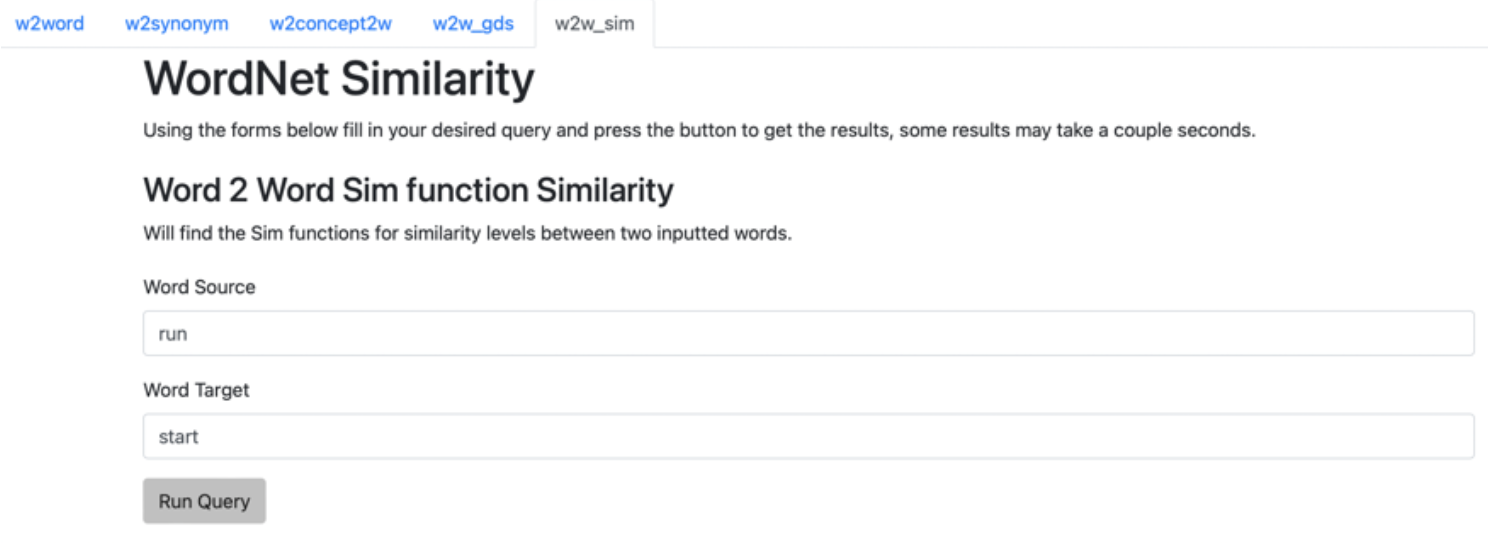 w2word w2synonym w2concept2w w2w_gds w2w_sim
WordNet Similarity
Using the forms below fill in your desired query and press the button to get the results, some results may take a couple seconds.
Word 2 Word Sim function Similarity
Will find the Sim functions for similarity levels between two inputted words.
Word Source
run
Word Target
start
Run Query